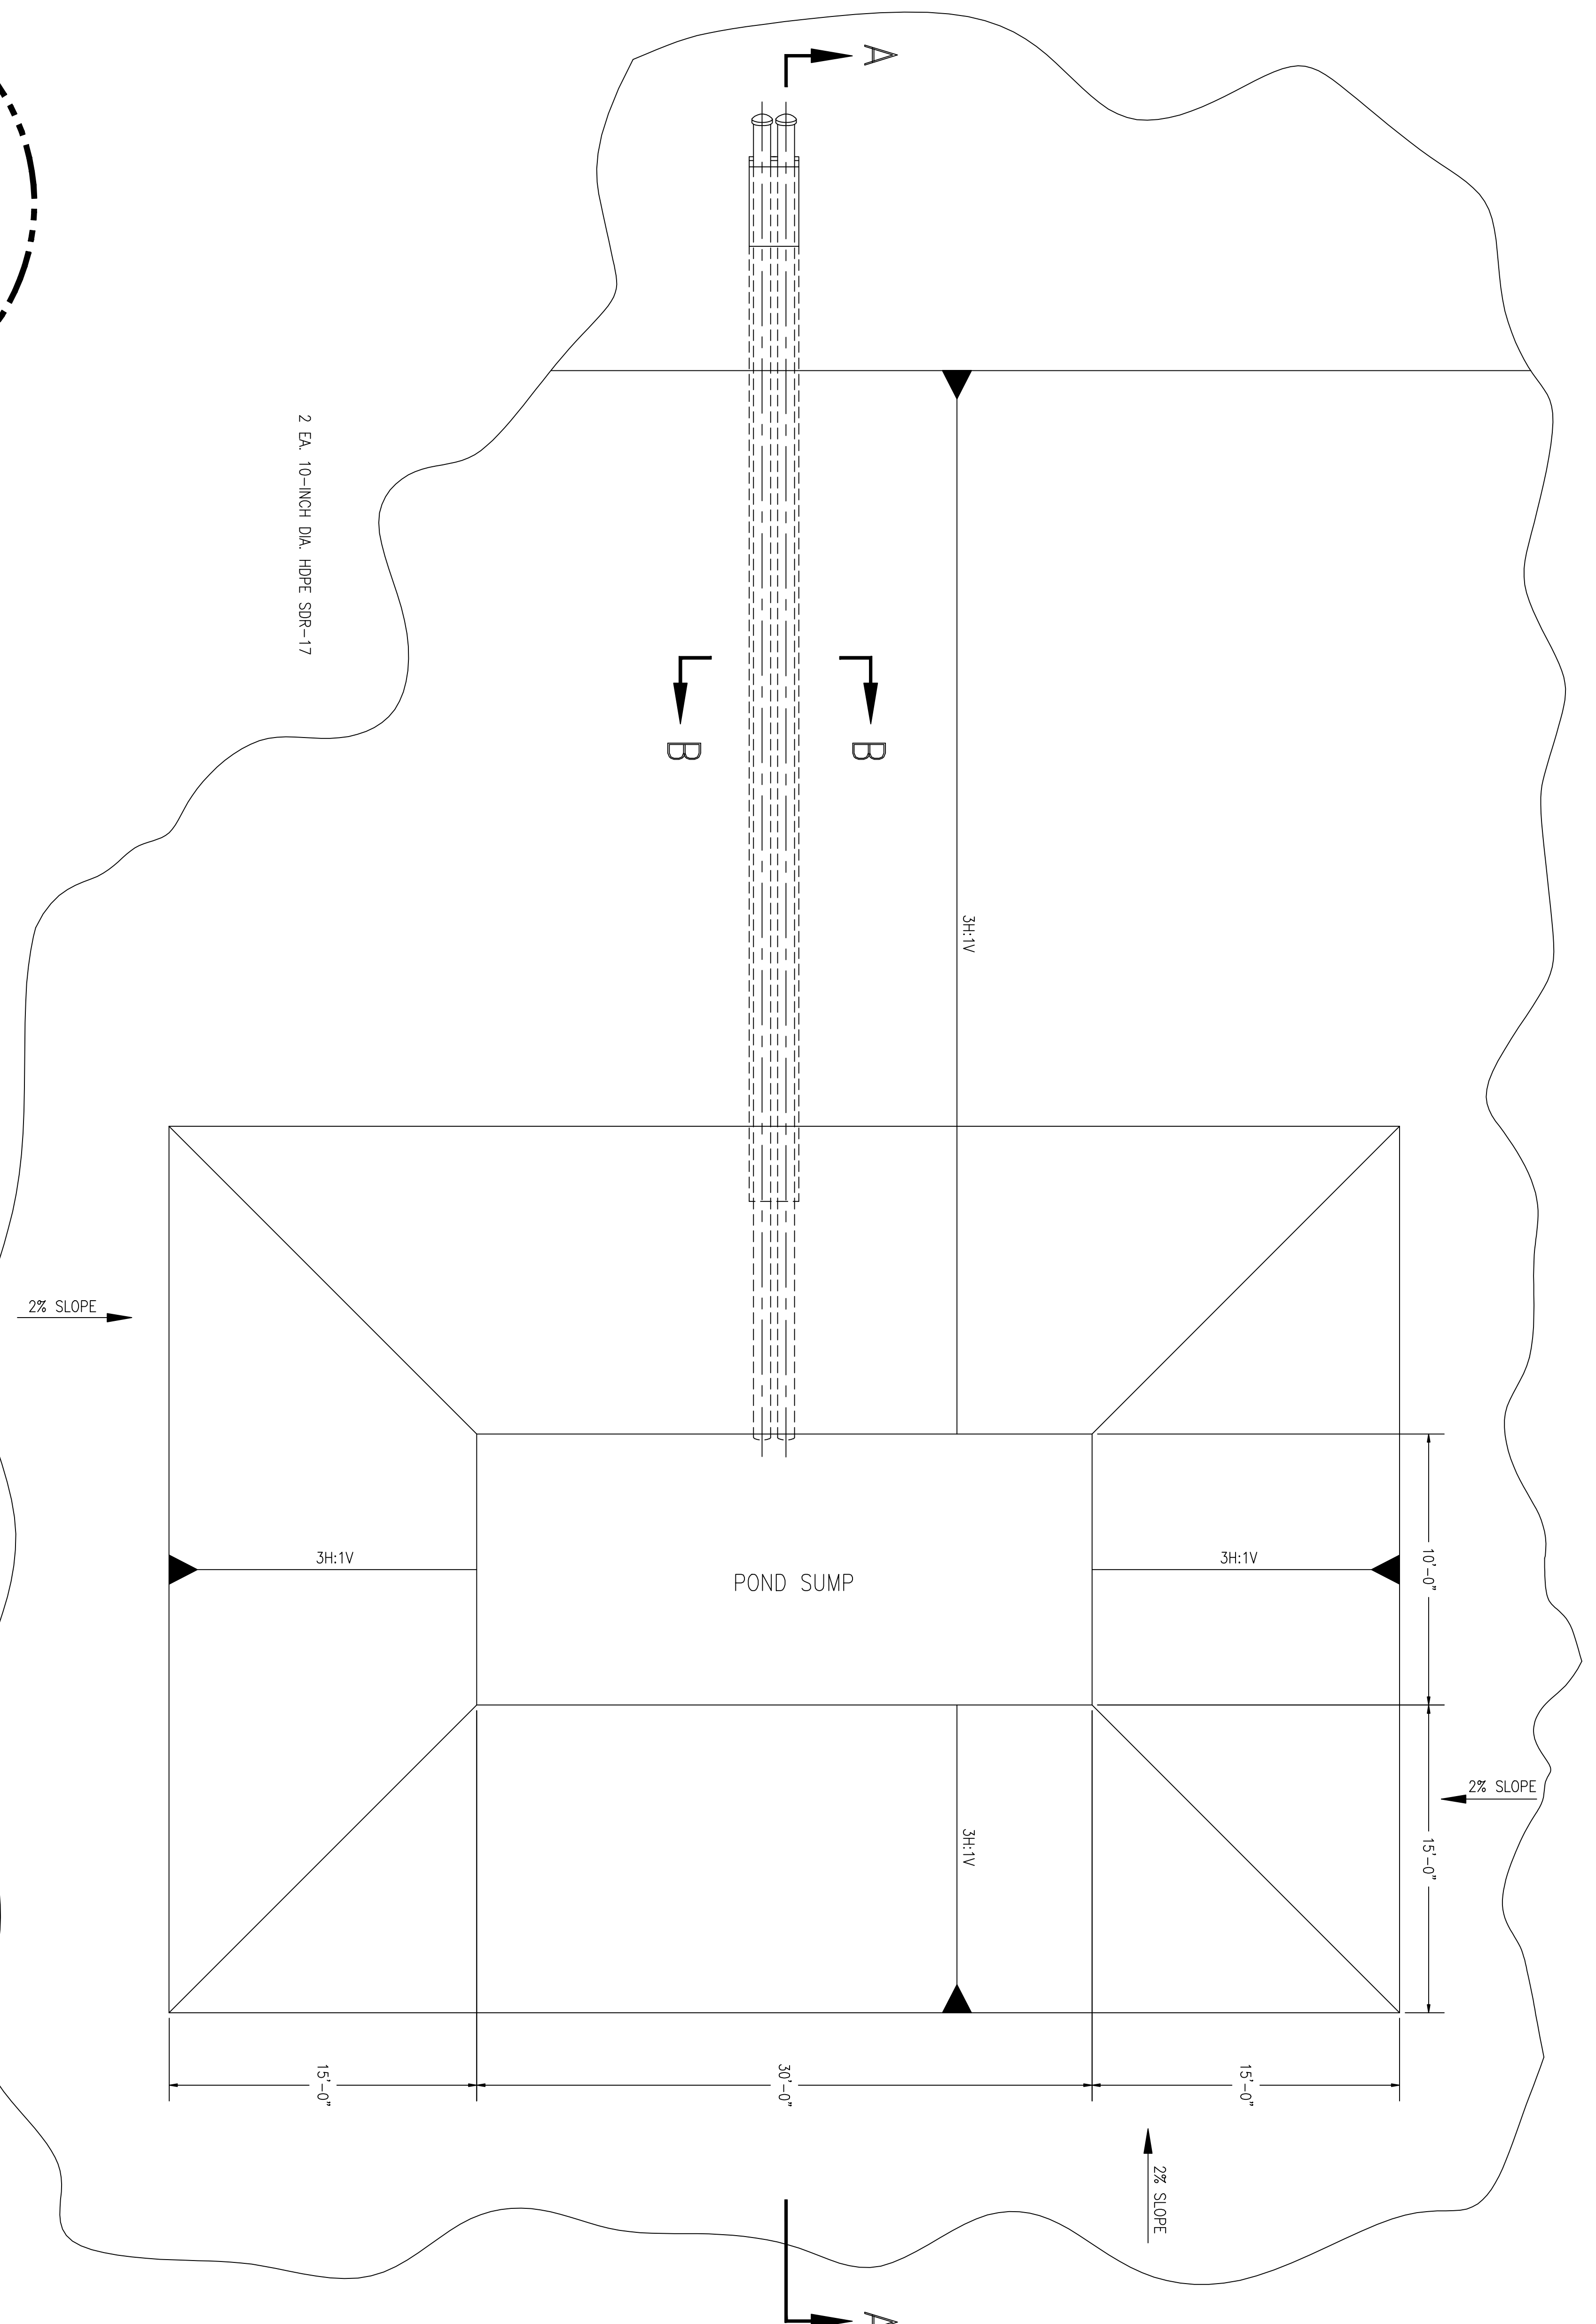 A
2 EA. 10-INCH DIA. HDPE SDR-17
B
B
3H:1V
2% SLOPE
3H:1V
POND SUMP
3H:1V
10'-0"
2% SLOPE
3H:1V
15'-0"
15'-0"
30'-0"
15'-0"
2% SLOPE
A